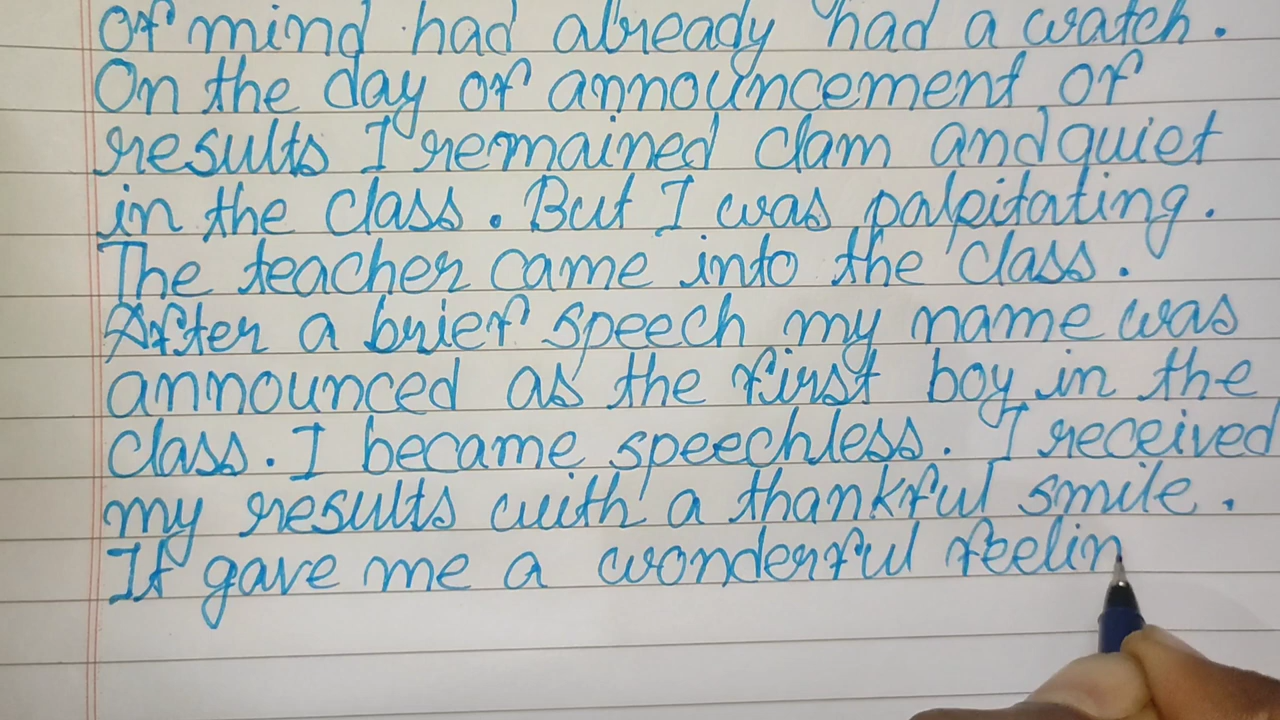 of mind had already had a watch.
On the day of announcement of
results I remained clam and quiet
in the class. But I was palpitating.
The teacher came into the class.
After a brief speech my name was
announced as the first boy in the
class. I became speechless. I received
my results with a thankful smile.
It gave me a wonderful feelin